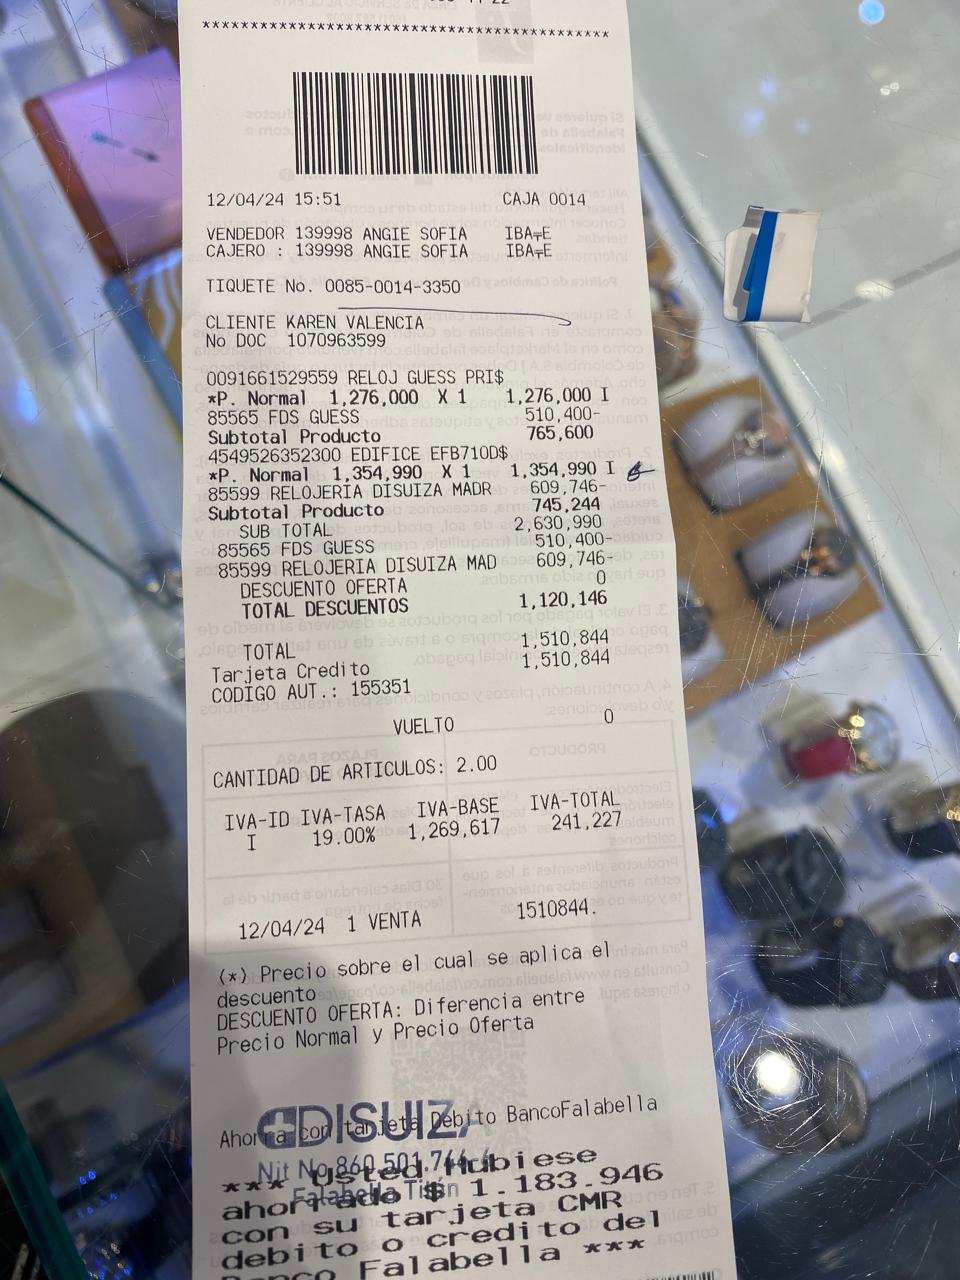 ****************************************
12/04/24 15:51 CAJA 0014
VENDEDOR 139998 ANGIE SOFIA IBA╤E
CAJERO : 139998 ANGIE SOFIA IBA╤E
TIQUETE No. 0085-0014-3350
CLIENTE KAREN VALENCIA
No DOC 1070963599
0091661529559 RELOJ GUESS PRI$
*P. Normal 1,276,000 X 1 1,276,000 I
85565 FDS GUESS 510,400-
Subtotal Producto 765,600
4549526352300 EDIFICE EFB710D$
*P. Normal 1,354,990 X 1 1,354,990 I
85599 RELOJERIA DISUIZA MADR 609,746-
Subtotal Producto 745,244
SUB TOTAL 2,630,990
85565 FDS GUESS 510,400-
85599 RELOJERIA DISUIZA MAD 609,746-
DESCUENTO OFERTA 0
TOTAL DESCUENTOS 1,120,146
TOTAL 1,510,844
Tarjeta Credito 1,510,844
CODIGO AUT.: 155351
VUELTO 0
CANTIDAD DE ARTICULOS: 2.00
IVA-ID IVA-TASA IVA-BASE IVA-TOTAL
I 19.00% 1,269,617 241,227
12/04/24 1 VENTA 1510844.
(*) Precio sobre el cual se aplica el
descuento
DESCUENTO OFERTA: Diferencia entre
Precio Normal y Precio Oferta
DISUIZA
Ahorra con tarjeta Debito BancoFalabella
Nit No.860.501.744-
Falabella Titán
*** Usted Hubiese
ahorrado $ 1.183.946
con su tarjeta CMR
debito o credito del
Banco Falabella ***